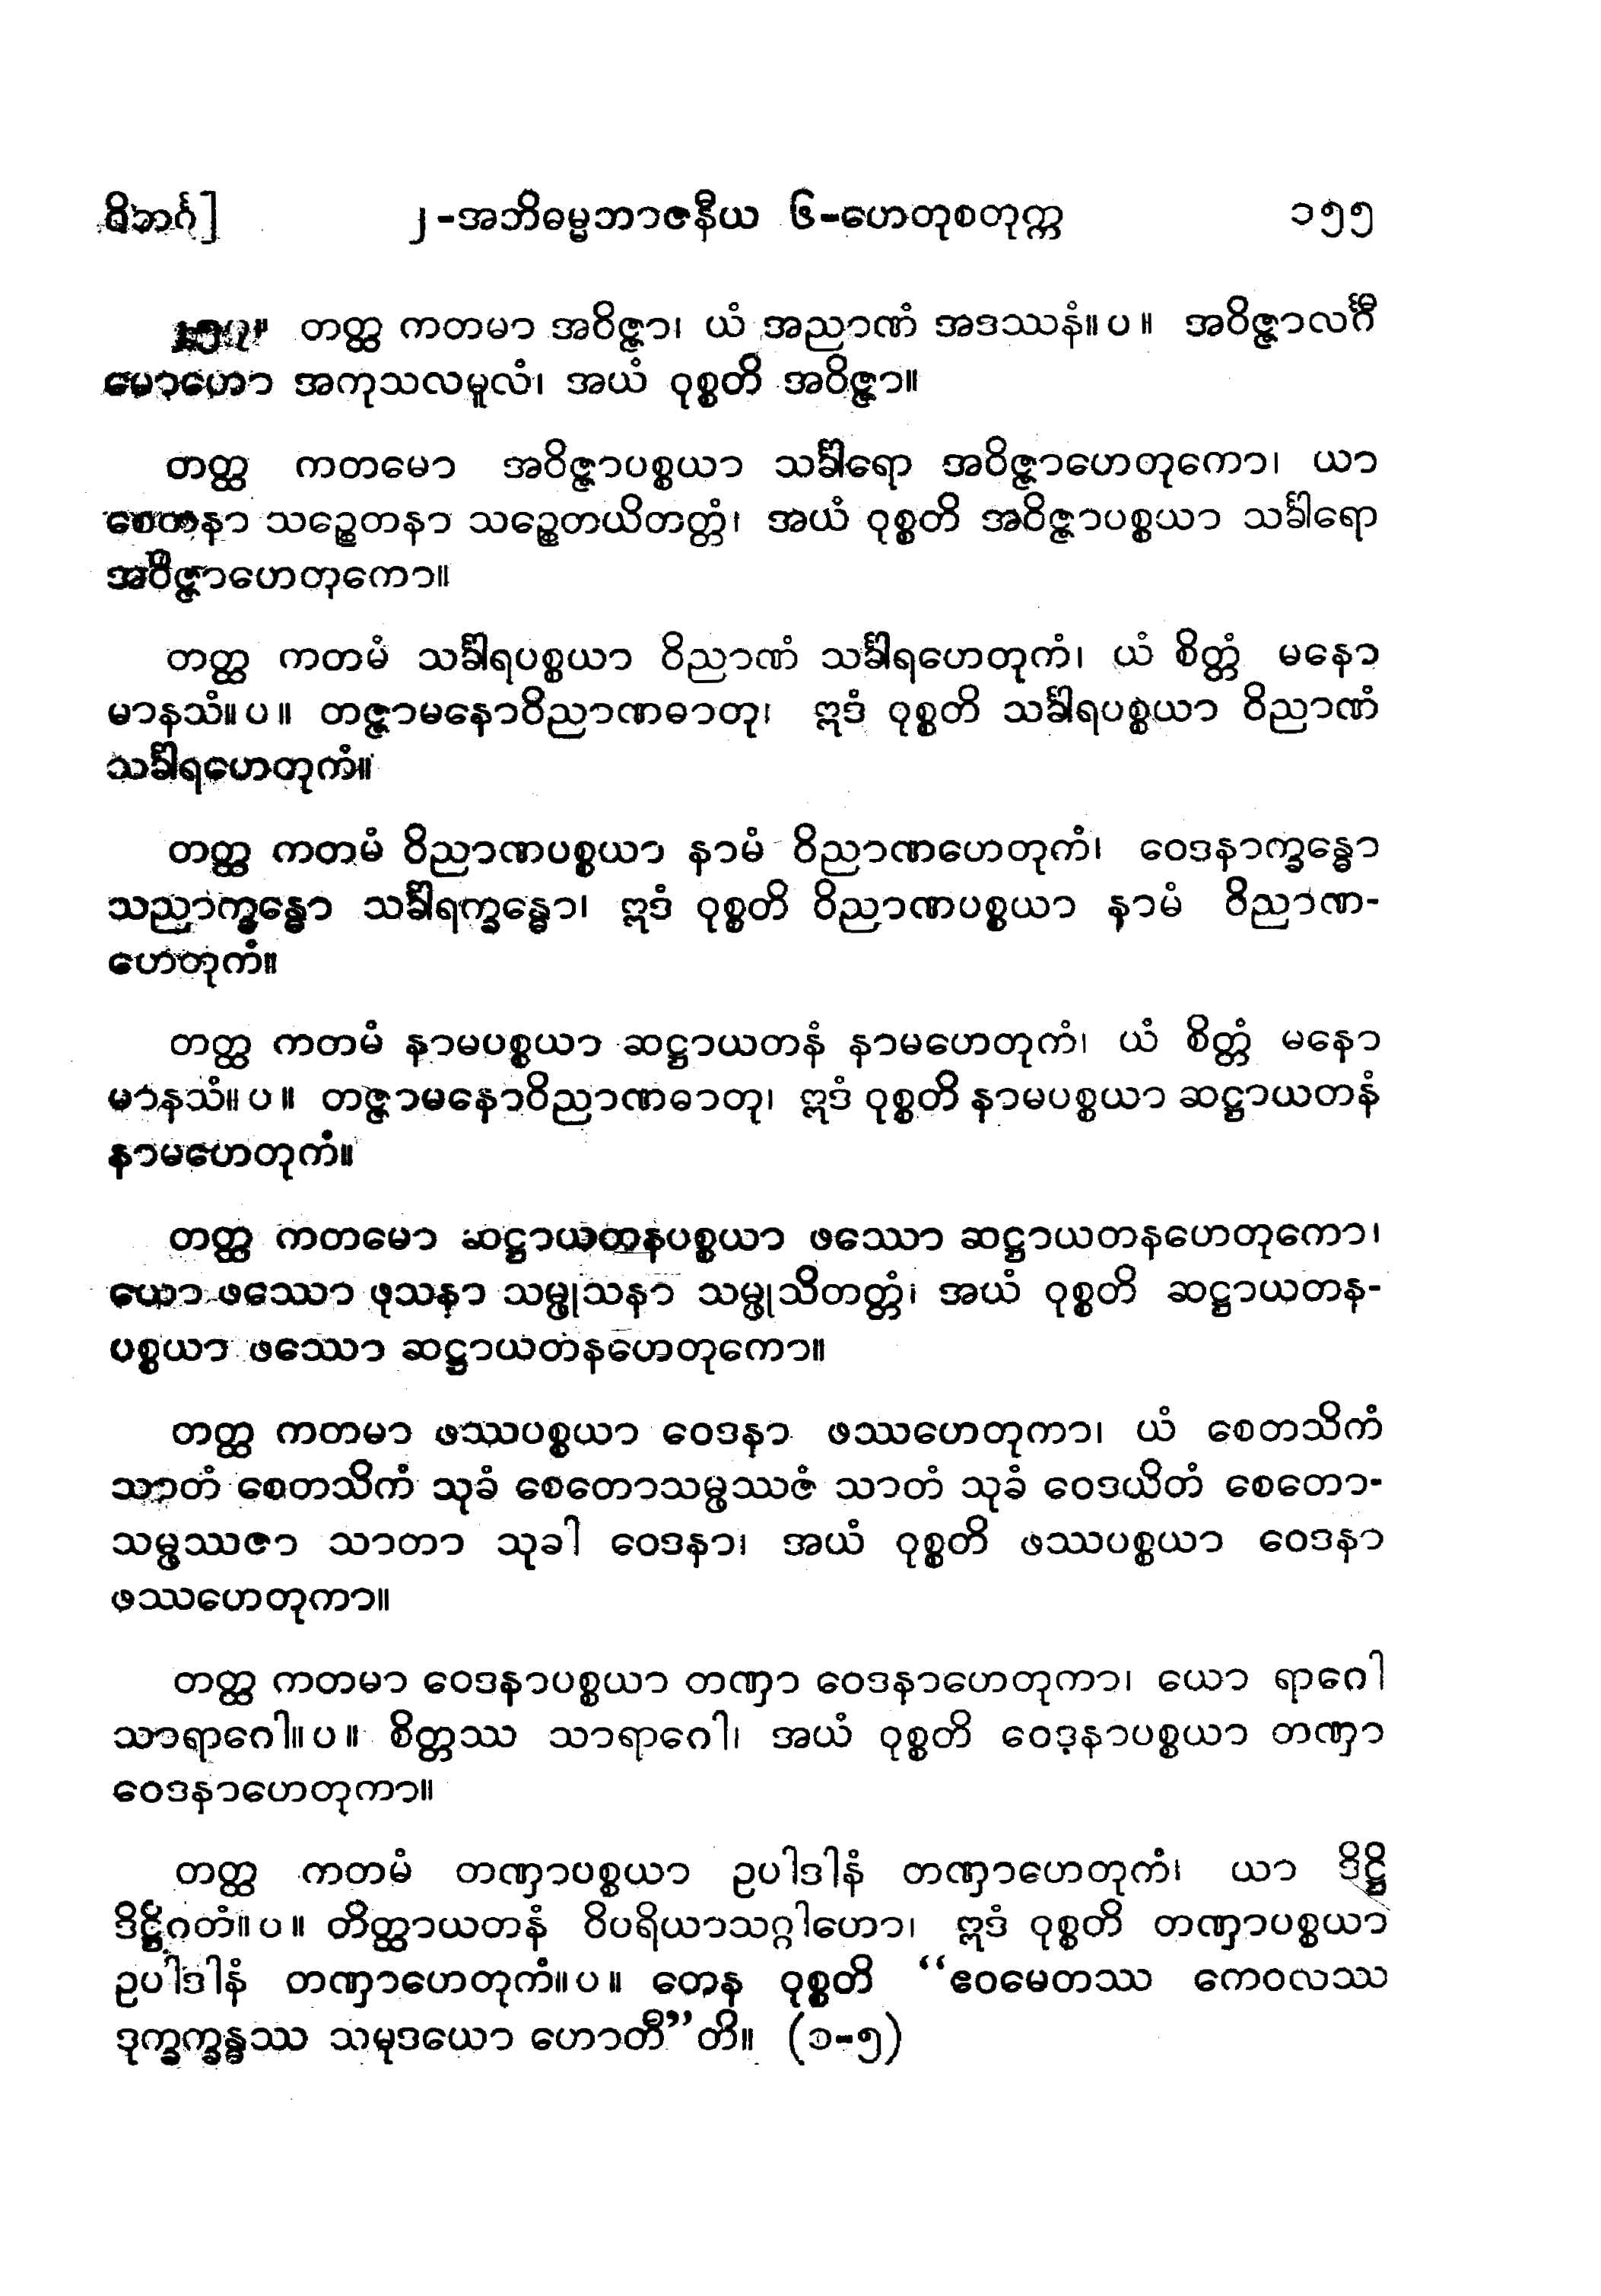 ဝိဘင်္ဂ] ၂-အဘိဓမ္မဘာဇနီယ ၆-ဟေတုစတုက္က ၁၅၅
တတ္ထ ကတမာ အဝိဇ္ဇာ၊ ယံ အညာဏံ အဒဿနံ။ပ။ အဝိဇ္ဇာလင်္ဂီ
မောဟော အကုသလမူလံ၊ အယံ ဝုစ္စတိ အဝိဇ္ဇာ။
တတ္ထ ကတမော အဝိဇ္ဇာပစ္စယာ သင်္ခါရော အဝိဇ္ဇာဟေတုကော၊ ယာ
စေတနာ သဉ္စေတနာ သဉ္စေတယိတတ္တံ၊ အယံ ဝုစ္စတိ အဝိဇ္ဇာပစ္စယာ သင်္ခါရော
အဝိဇ္ဇာဟေတုကော။
တတ္ထ ကတမံ သင်္ခါရပစ္စယာ ဝိညာဏံ သင်္ခါရဟေတုကံ၊ ယံ စိတ္တံ မနော
မာနသံ။ပ။ တဇ္ဇာမနောဝိညာဏဓာတု၊ ဣဒံ ဝုစ္စတိ သင်္ခါရပစ္စယာ ဝိညာဏံ
သင်္ခါရဟေတုကံ။
တတ္ထ ကတမံ ဝိညာဏပစ္စယာ နာမံ ဝိညာဏဟေတုကံ၊ ဝေဒနာက္ခန္ဓော
သညာက္ခန္ဓော သင်္ခါရက္ခန္ဓော၊ ဣဒံ ဝုစ္စတိ ဝိညာဏပစ္စယာ နာမံ ဝိညာဏ-
ဟေတုကံ။
တတ္ထ ကတမံ နာမပစ္စယာ ဆဋ္ဌာယတနံ နာမဟေတုကံ၊ ယံ စိတ္တံ မနော
မာနသံ။ပ။ တဇ္ဇာမနောဝိညာဏဓာတု၊ ဣဒံ ဝုစ္စတိ နာမပစ္စယာ ဆဋ္ဌာယတနံ
နာမဟေတုကံ။
တတ္ထ ကတမော ဆဋ္ဌာယတနပစ္စယာ ဖဿော ဆဋ္ဌာယတနဟေတုကော၊
ယော ဖဿော ဖုသနာ သမ္ဖုသနာ သမ္ဖုသိတတ္တံ၊ အယံ ဝုစ္စတိ ဆဋ္ဌာယတန-
ပစ္စယာ ဖဿော ဆဋ္ဌာယတနဟေတုကော။
တတ္ထ ကတမာ ဖဿပစ္စယာ ဝေဒနာ ဖဿဟေတုကာ၊ ယံ စေတသိကံ
သာတံ စေတသိကံ သုခံ စေတောသမ္ဖဿဇံ သာတံ သုခံ ဝေဒယိတံ စေတော-
သမ္ဖဿဇာ သာတာ သုခါ ဝေဒနာ၊ အယံ ဝုစ္စတိ ဖဿပစ္စယာ ဝေဒနာ
ဖဿဟေတုကာ။
တတ္ထ ကတမာ ဝေဒနာပစ္စယာ တဏှာ ဝေဒနာဟေတုကာ၊ ယော ရာဂေါ
သာရာဂေါ။ပ။ စိတ္တဿ သာရာဂေါ၊ အယံ ဝုစ္စတိ ဝေဒနာပစ္စယာ တဏှာ
ဝေဒနာဟေတုကာ။
တတ္ထ ကတမံ တဏှာပစ္စယာ ဥပါဒါနံ တဏှာဟေတုကံ၊ ယာ ဒိဋ္ဌိ
ဒိဋ္ဌိဂတံ။ပ။ တိတ္ထာယတနံ ဝိပရိယာသဂ္ဂါဟော၊ ဣဒံ ဝုစ္စတိ တဏှာပစ္စယာ
ဥပါဒါနံ တဏှာဟေတုကံ။ပ။ တေန ဝုစ္စတိ “ဧဝမေတဿ ကေဝလဿ
ဒုက္ခက္ခန္ဓဿ သမုဒယော ဟောတီ”တိ။ (၁-၅)